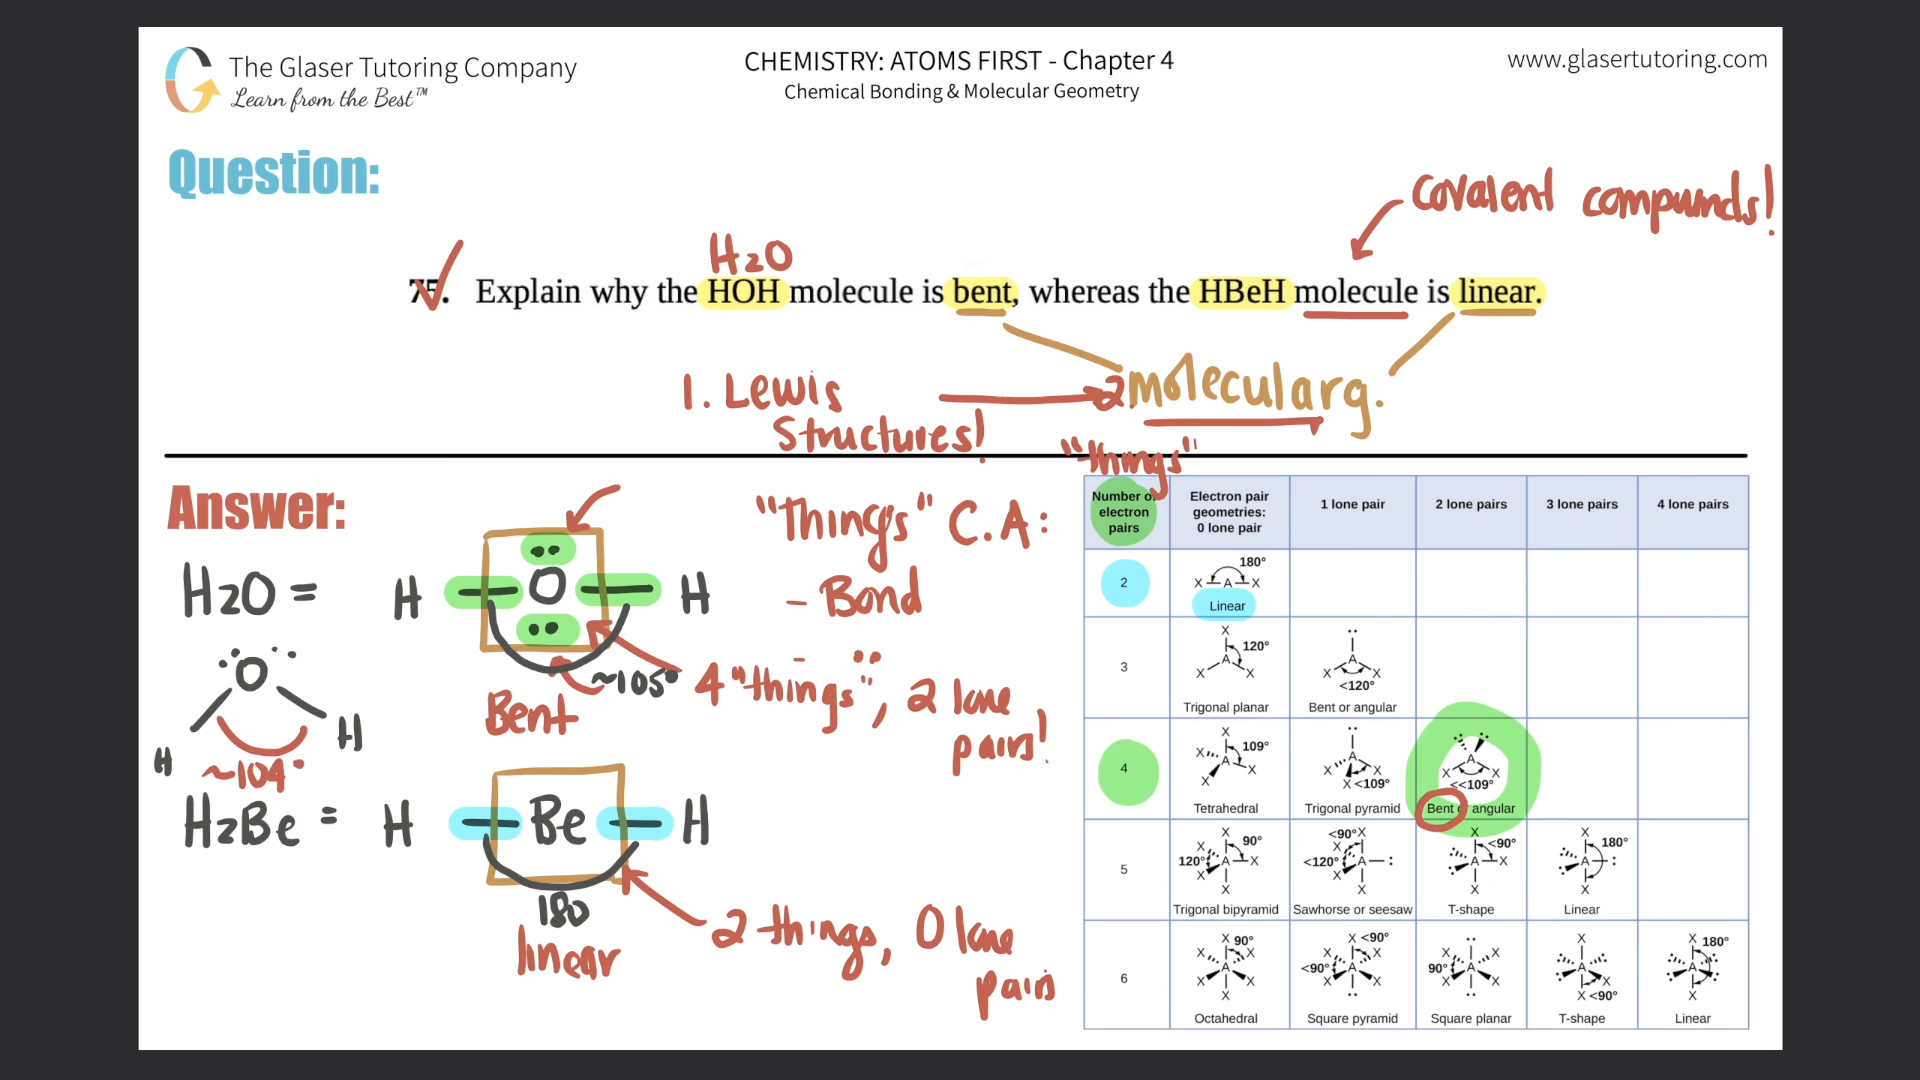 The Glaser Tutoring Company
Learn from the Best™
CHEMISTRY: ATOMS FIRST - Chapter 4
Chemical Bonding & Molecular Geometry
www.glasertutoring.com
Question:
covalent compounds!
H2O
75. Explain why the HOH molecule is bent, whereas the HBeH molecule is linear.
1. Lewis
Structures!
2. molecular g.
"things"
Answer:
"Things" C.A:
- Bond
- ••
H2O =
H O H
~105°
Bent
4 "things", 2 lone
pairs!
O
H H
~104°
H2Be =
H Be H
180
linear
2 things, 0 lone
pairs
Number of electron pairs
Electron pair geometries: 0 lone pair
1 lone pair
2 lone pairs
3 lone pairs
4 lone pairs
2
180°
X A X
Linear
3
X
120°
A
X X
Trigonal planar
A
X X
<120°
Bent or angular
4
X
109°
X A
X X
Tetrahedral
A
X X
X <109°
Trigonal pyramid
A
X X
<<109°
Bent or angular
5
X
90°
X
120° A X
X
X
Trigonal bipyramid
<90° X
X
<120° A :
X
X
Sawhorse or seesaw
X
<90°
A X
X
T-shape
X
180°
A :
X
Linear
6
X 90°
X X
A
X X
X
Octahedral
X <90°
X X
<90° A
X X
Square pyramid
X X
90° A
X X
Square planar
X
A
X
X <90°
T-shape
X 180°
A
X
Linear